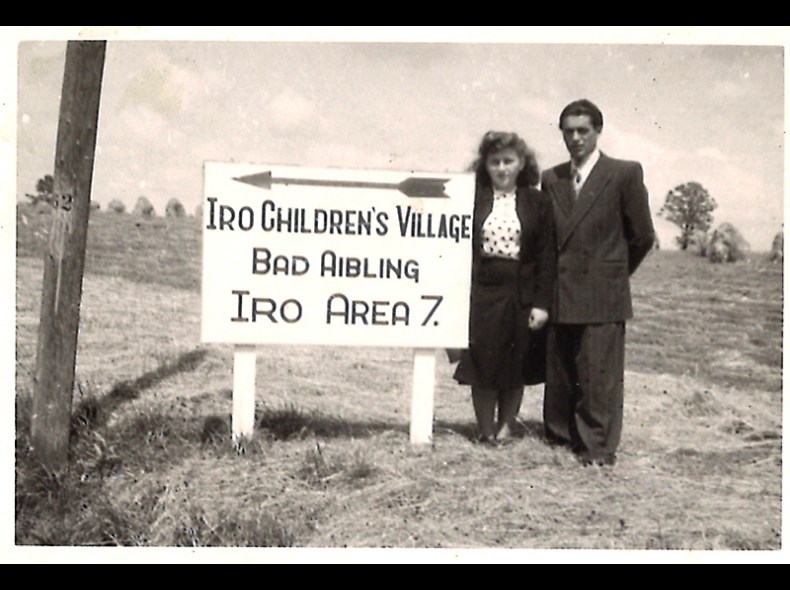 IRO CHILDREN'S VILLAGE
BAD AIBLING
IRO AREA 7.